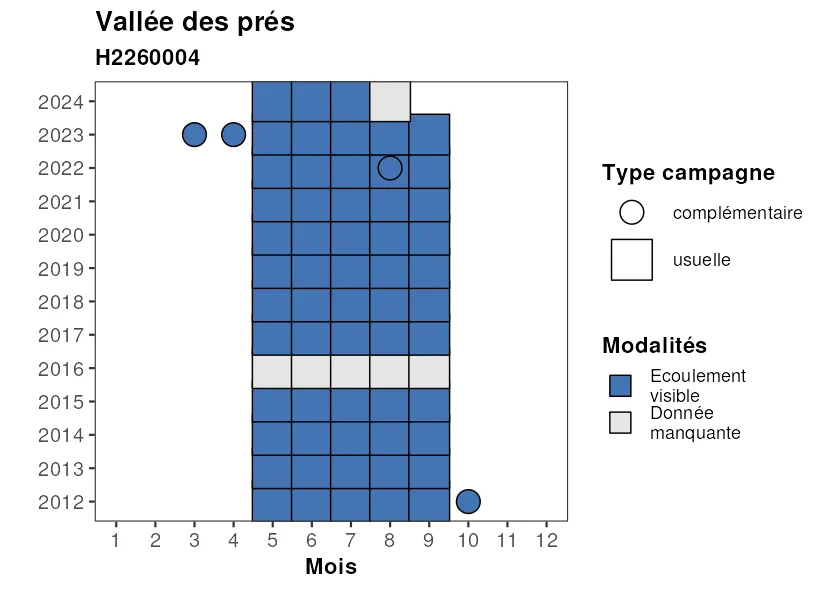 Vallée des prés
H2260004
2024
2023
2022
2021
2020
2019
2018
2017
2016
2015
2014
2013
2012
1 2 3 4 5 6 7 8 9 10 11 12
Mois
Type campagne
complémentaire
usuelle
Modalités
Ecoulement
visible
Donnée
manquante